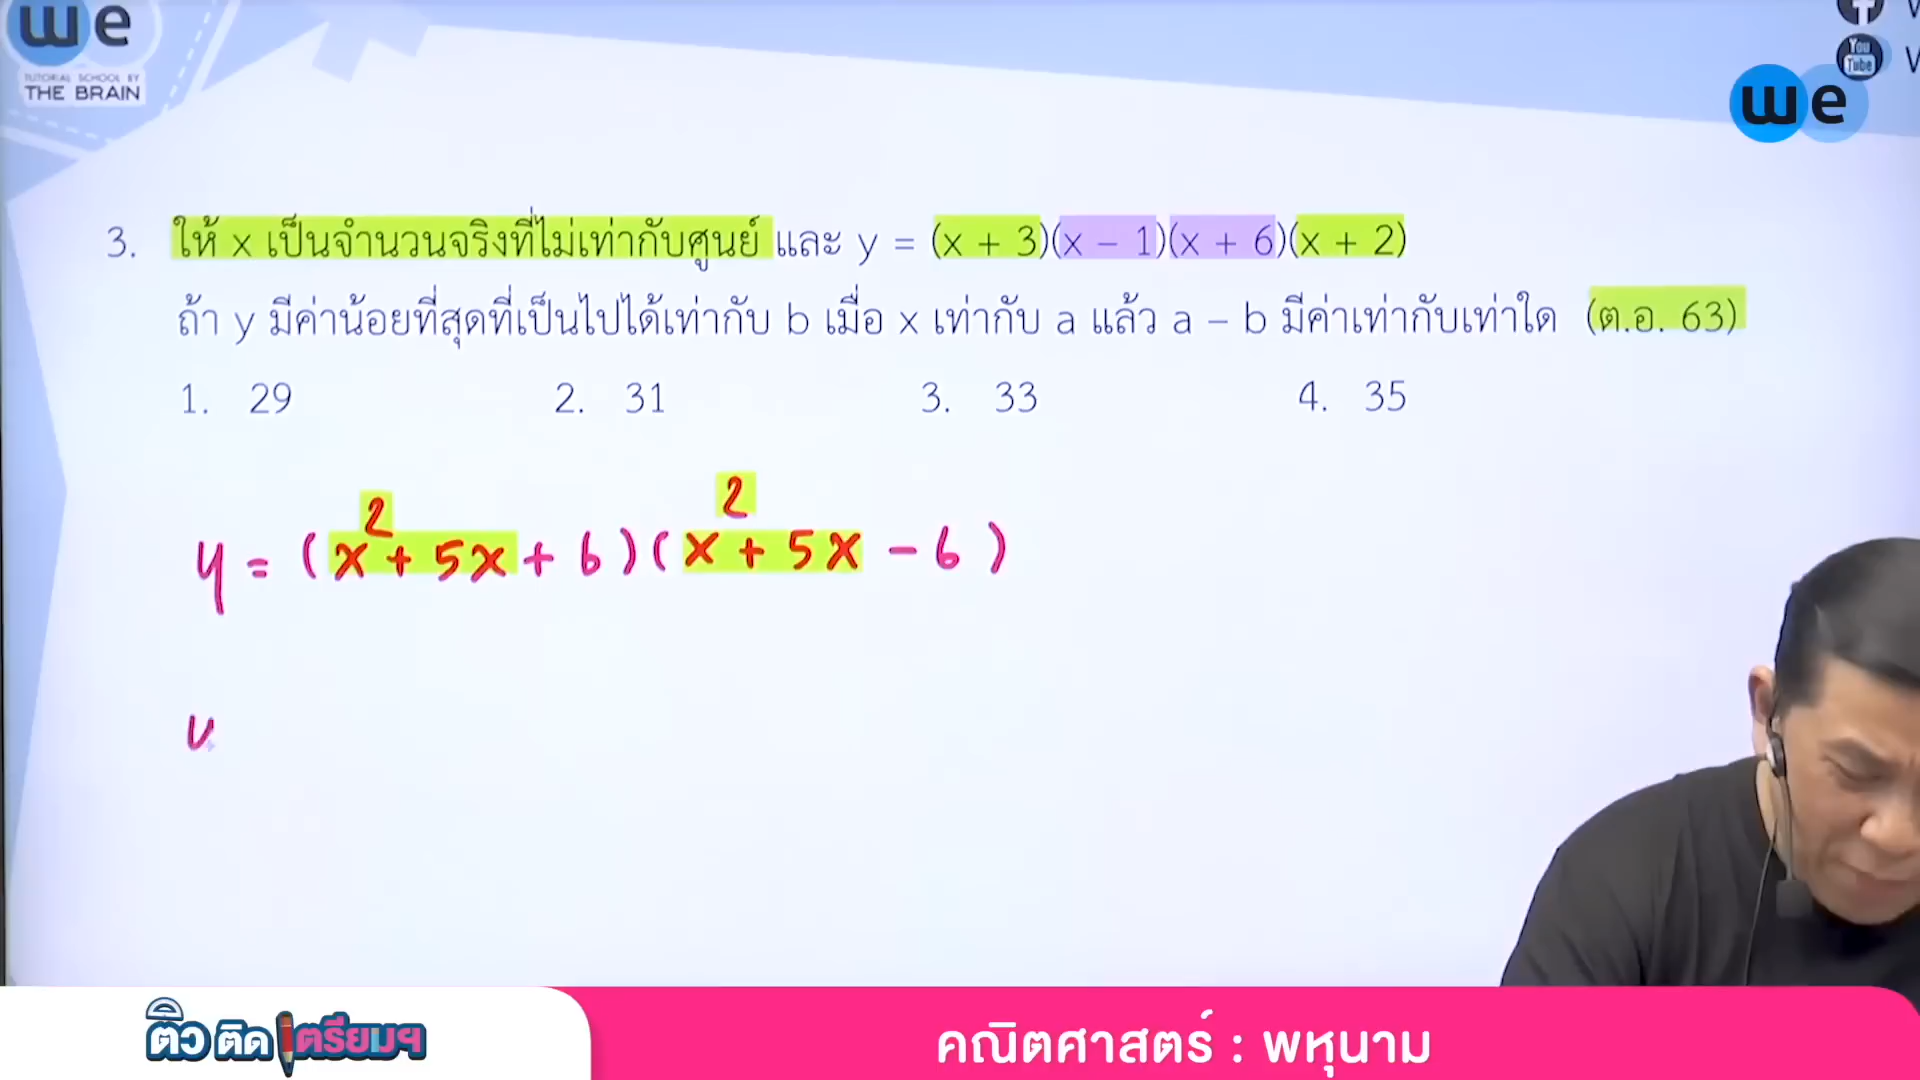 we
TUTORIAL SCHOOL BY
THE BRAIN
You
Tube
we
3. ให้ x เป็นจำนวนจริงที่ไม่เท่ากับศูนย์ และ y = (x + 3)(x – 1)(x + 6)(x + 2)
ถ้า y มีค่าน้อยที่สุดที่เป็นไปได้เท่ากับ b เมื่อ x เท่ากับ a แล้ว a – b มีค่าเท่ากับเท่าใด (ต.อ. 63)
1. 29 2. 31 3. 33 4. 35
y = (x² + 5x + 6)(x² + 5x - 6)
ติวติดเตรียมฯ
คณิตศาสตร์ : พหุนาม